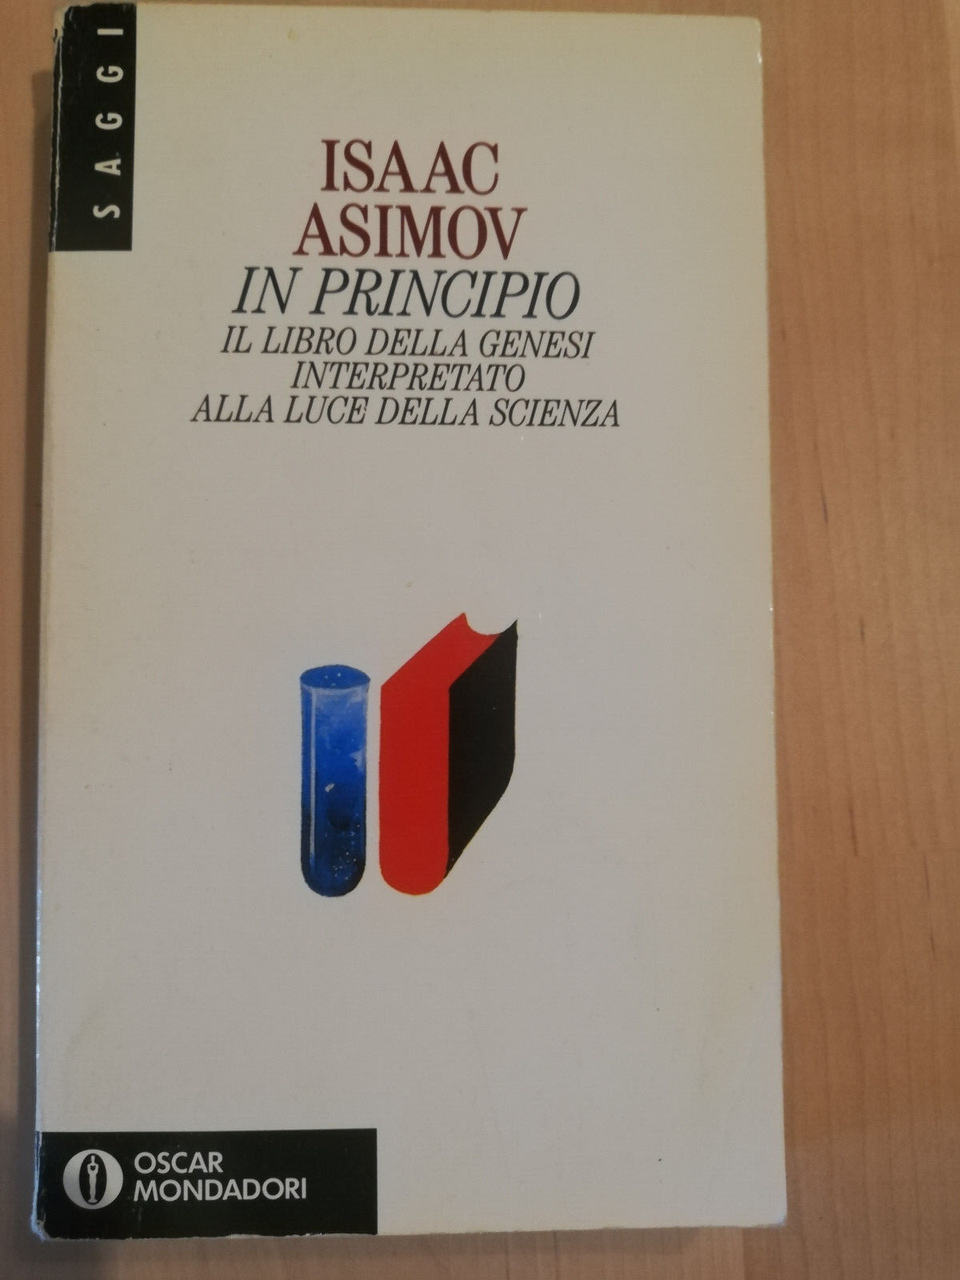 SAGGI
ISAAC
ASIMOV
IN PRINCIPIO
IL LIBRO DELLA GENESI
INTERPRETATO
ALLA LUCE DELLA SCIENZA
OSCAR
MONDADORI